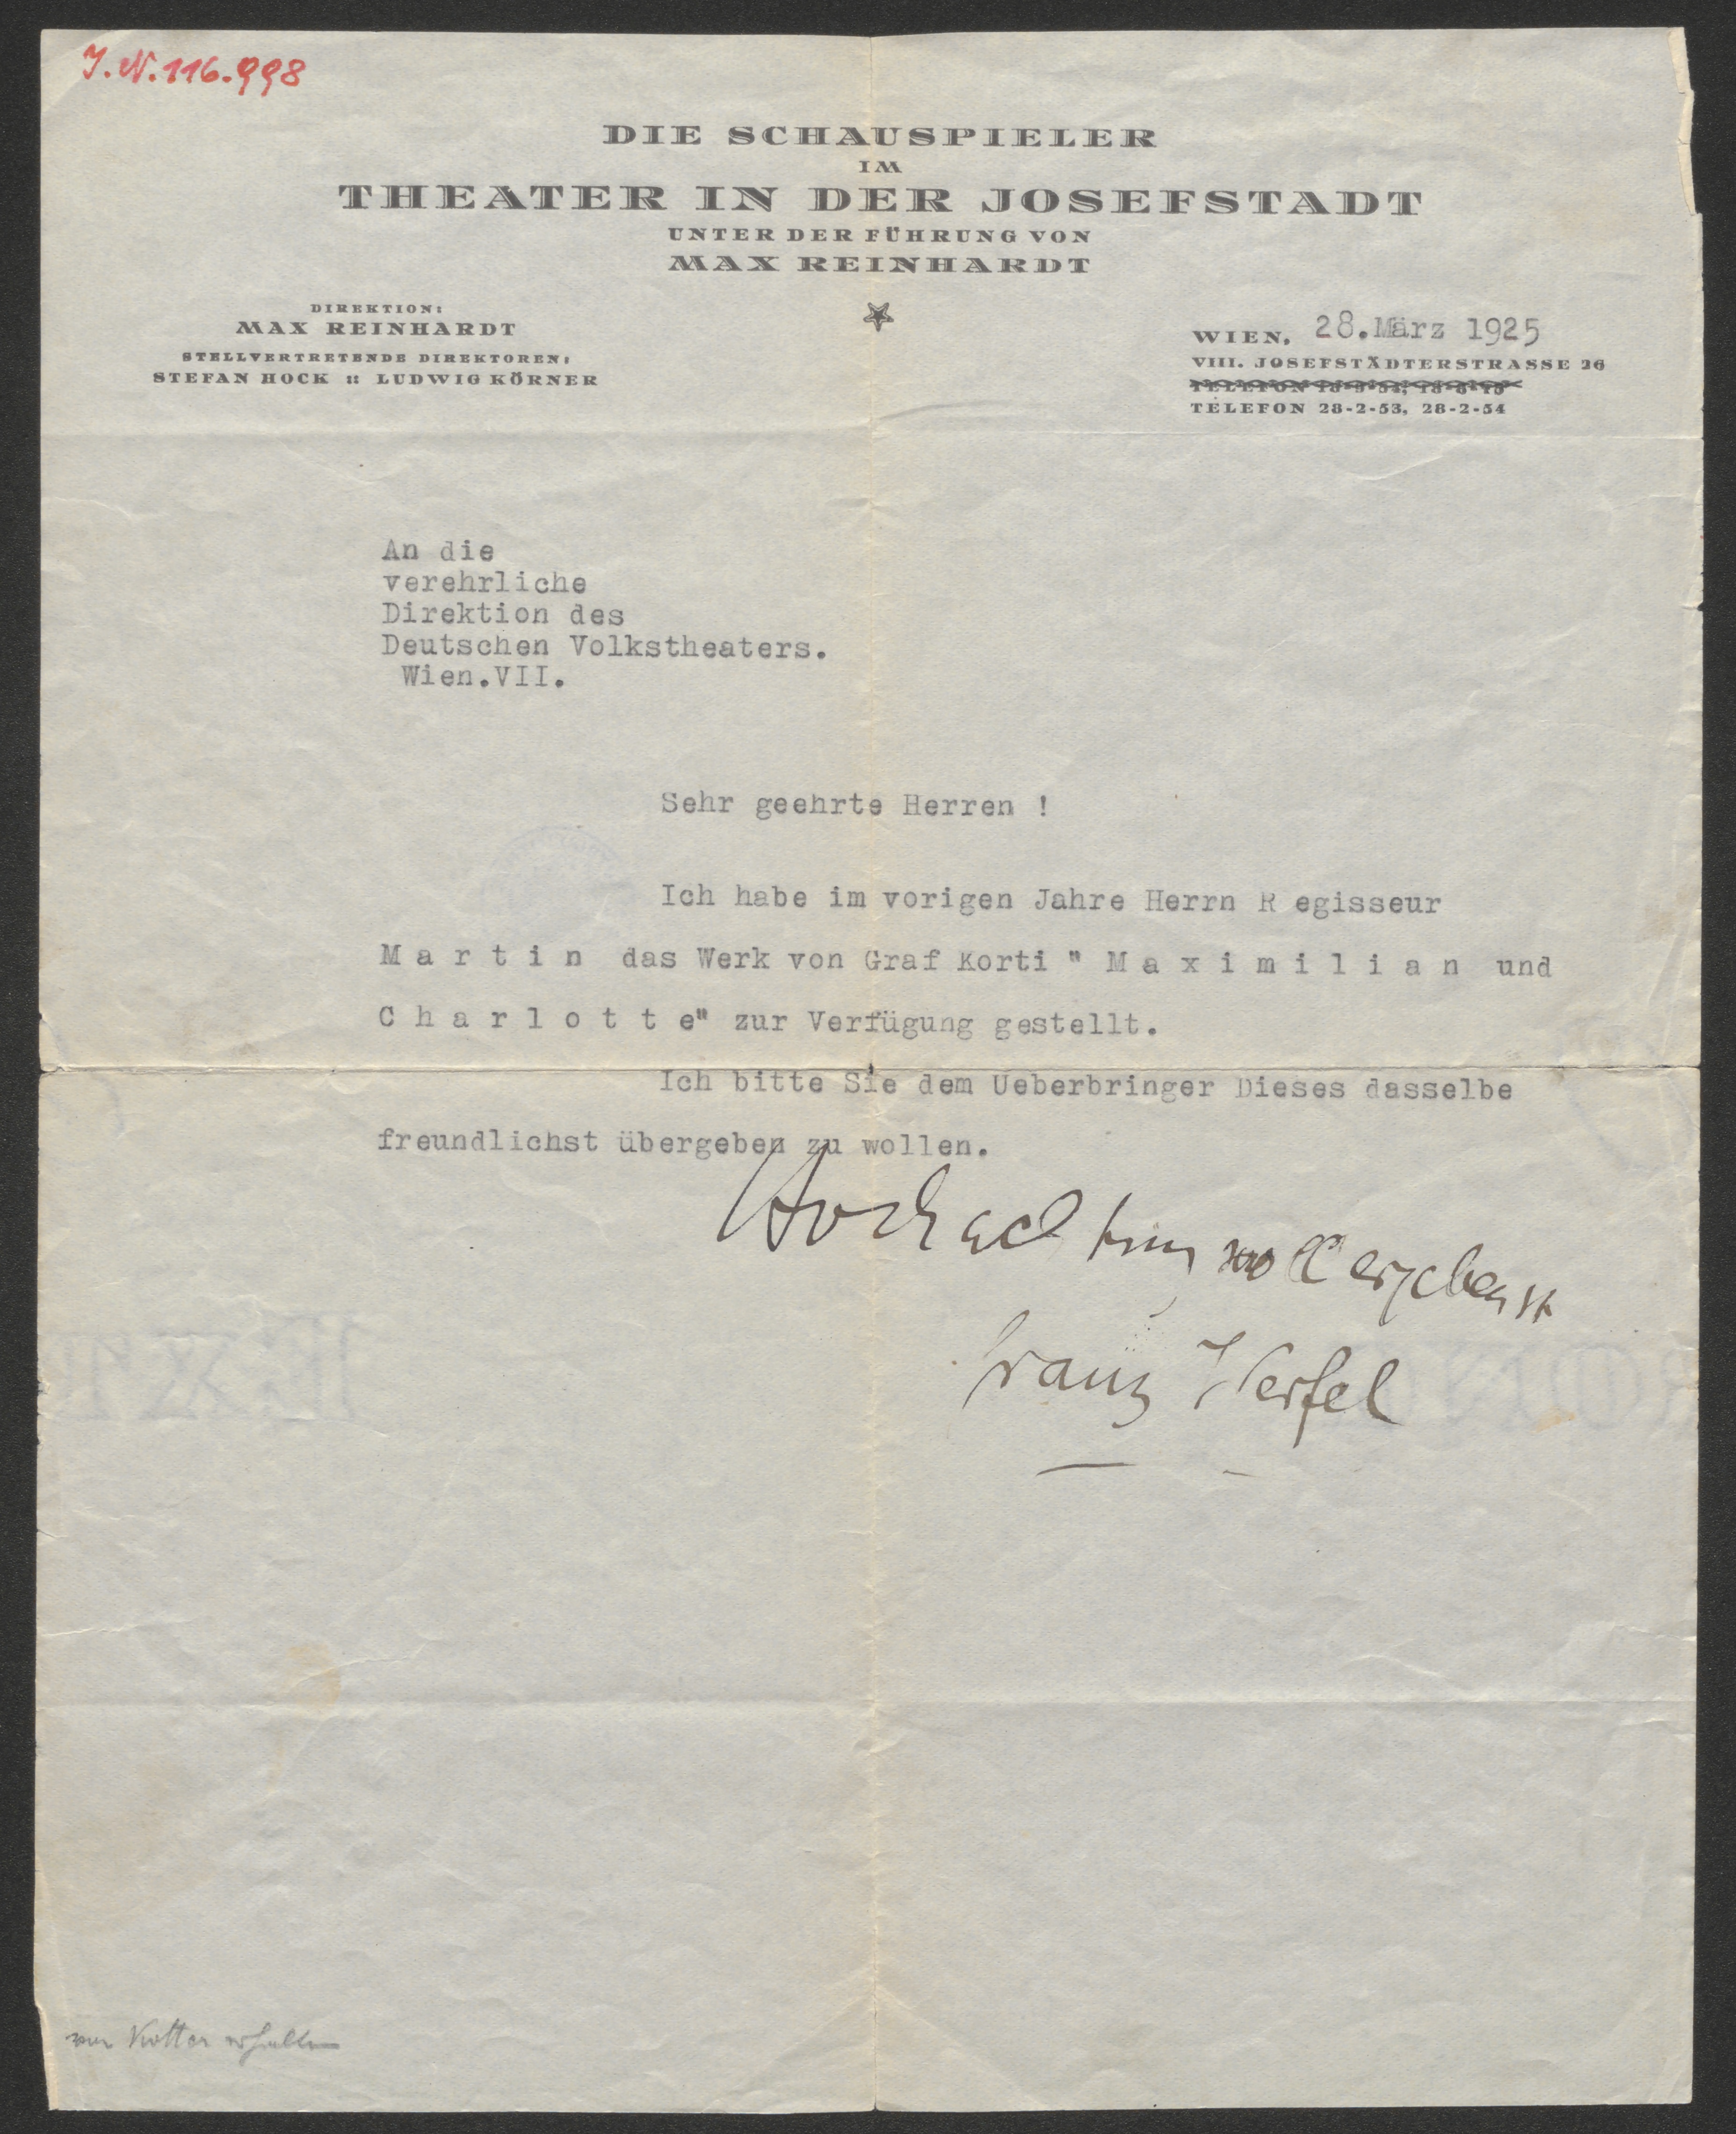 J.N.116.998
DIE SCHAUSPIELER
IM
THEATER IN DER JOSEFSTADT
UNTER DER FÜHRUNG VON
MAX REINHARDT
DIREKTION:
MAX REINHARDT
STELLVERTRETENDE DIREKTOREN:
STEFAN HOCK :: LUDWIG KÖRNER
WIEN, 28.März 1925
VIII. JOSEFSTÄDTERSTRASSE 26
TELEFON
TELEFON 28-2-53, 28-2-54
An die
verehrliche
Direktion des
Deutschen Volkstheaters.
Wien.VII.
Sehr geehrte Herren !
Ich habe im vorigen Jahre Herrn R egisseur
M a r t i n das Werk von Graf Korti " M a x i m i l i a n und
C h a r l o t t e" zur Verfügung gestellt.
Ich bitte Sie dem Ueberbringer Dieses dasselbe
freundlichst übergeben zu wollen.
Hochachtungsvoll ergebenst
Franz Werfel